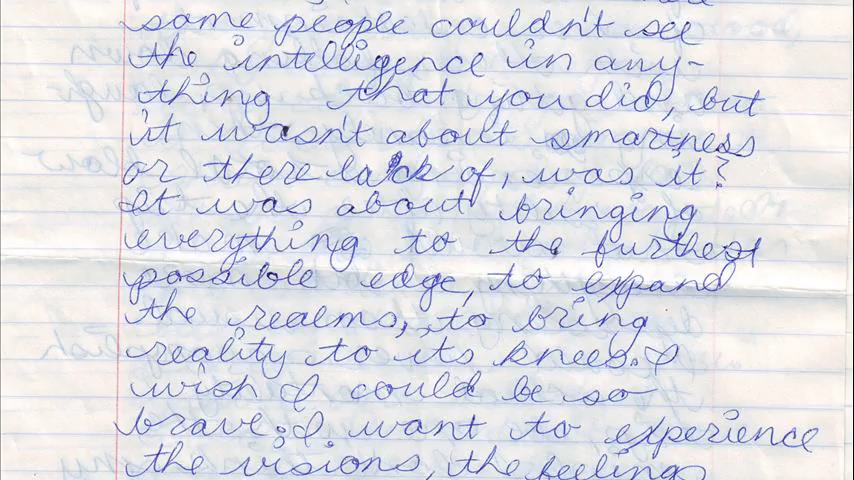 some people couldn't see
the intelligence in any-
thing that you did, but
it wasn't about smartness
or there lack of, was it?
It was about bringing
everything to the furthest
possible edge, to expand
the realms, to bring
reality to its knees. I
wish I could be so
brave. I want to experience
the visions, the feelings